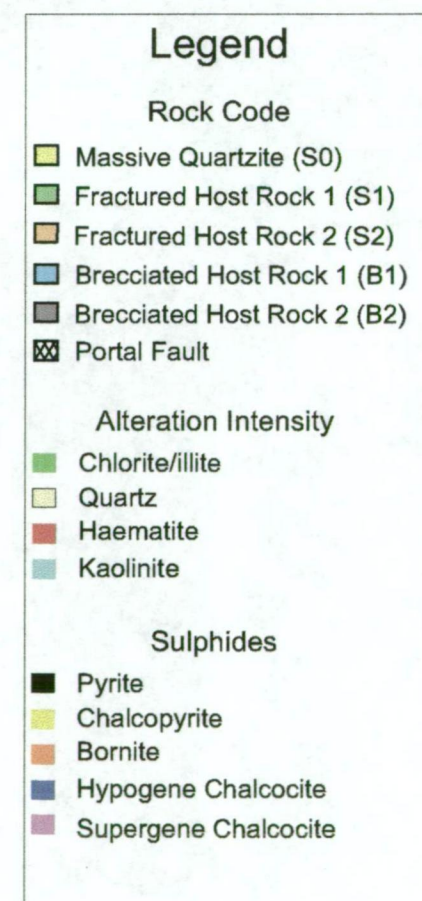 Legend
Rock Code
Massive Quartzite (S0)
Fractured Host Rock 1 (S1)
Fractured Host Rock 2 (S2)
Brecciated Host Rock 1 (B1)
Brecciated Host Rock 2 (B2)
Portal Fault
Alteration Intensity
Chlorite/illite
Quartz
Haematite
Kaolinite
Sulphides
Pyrite
Chalcopyrite
Bornite
Hypogene Chalcocite
Supergene Chalcocite